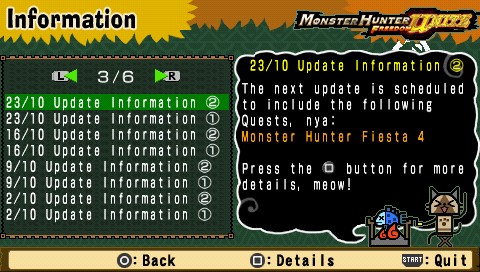 Information
MONSTER HUNTER
FREEDOM UNITE
L 3/6 R
23/10 Update Information ②
23/10 Update Information ①
16/10 Update Information ②
16/10 Update Information ①
9/10 Update Information ②
9/10 Update Information ①
2/10 Update Information ②
2/10 Update Information ①
23/10 Update Information ②
The next update is scheduled
to include the following
Quests, nya:
Monster Hunter Fiesta 4
Press the □ button for more
details, meow!
○: Back
□: Details
START: Quit